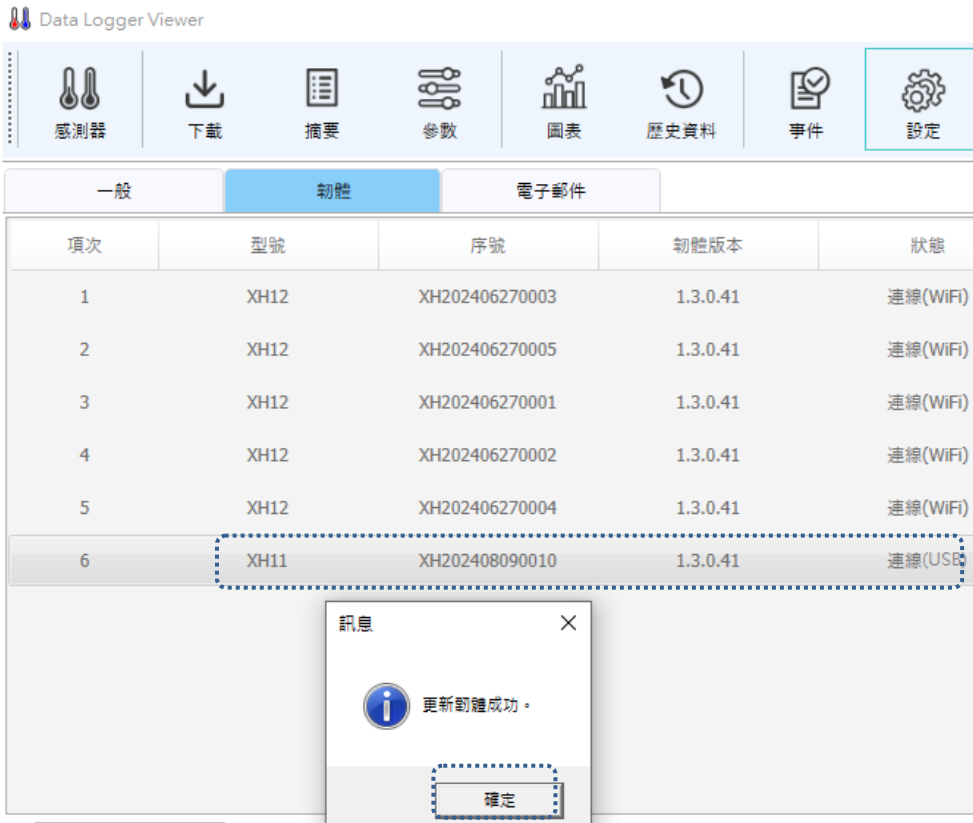 Data Logger Viewer
感測器 下載 摘要 參數 圖表 歷史資料 事件 設定
一般 韌體 電子郵件
項次 型號 序號 韌體版本 狀態
1 XH12 XH202406270003 1.3.0.41 連線(WiFi)
2 XH12 XH202406270005 1.3.0.41 連線(WiFi)
3 XH12 XH202406270001 1.3.0.41 連線(WiFi)
4 XH12 XH202406270002 1.3.0.41 連線(WiFi)
5 XH12 XH202406270004 1.3.0.41 連線(WiFi)
6 XH11 XH202408090010 1.3.0.41 連線(USB)
訊息
更新韌體成功。
確定